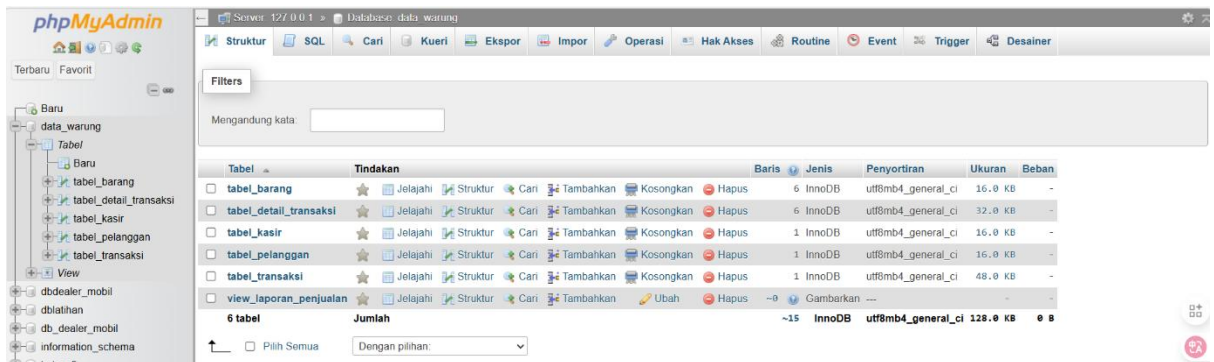 phpMyAdmin
Terbaru Favorit
Baru
data_warung
Tabel
Baru
tabel_barang
tabel_detail_transaksi
tabel_kasir
tabel_pelanggan
tabel_transaksi
View
dbdealer_mobil
dblatihan
db_dealer_mobil
information_schema
Server: 127.0.0.1 » Database: data_warung
Struktur SQL Cari Kueri Ekspor Impor Operasi Hak Akses Routine Event Trigger Desainer
Filters
Mengandung kata:
Tabel Tindakan Baris Jenis Penyortiran Ukuran Beban
tabel_barang Jelajahi Struktur Cari Tambahkan Kosongkan Hapus 6 InnoDB utf8mb4_general_ci 16.0 KB -
tabel_detail_transaksi Jelajahi Struktur Cari Tambahkan Kosongkan Hapus 6 InnoDB utf8mb4_general_ci 32.0 KB -
tabel_kasir Jelajahi Struktur Cari Tambahkan Kosongkan Hapus 1 InnoDB utf8mb4_general_ci 16.0 KB -
tabel_pelanggan Jelajahi Struktur Cari Tambahkan Kosongkan Hapus 1 InnoDB utf8mb4_general_ci 16.0 KB -
tabel_transaksi Jelajahi Struktur Cari Tambahkan Kosongkan Hapus 1 InnoDB utf8mb4_general_ci 48.0 KB -
view_laporan_penjualan Jelajahi Struktur Cari Tambahkan Ubah Hapus ~0 Gambarkan --- - -
6 tabel Jumlah ~15 InnoDB utf8mb4_general_ci 128.0 KB 0 B
Pilih Semua Dengan pilihan: